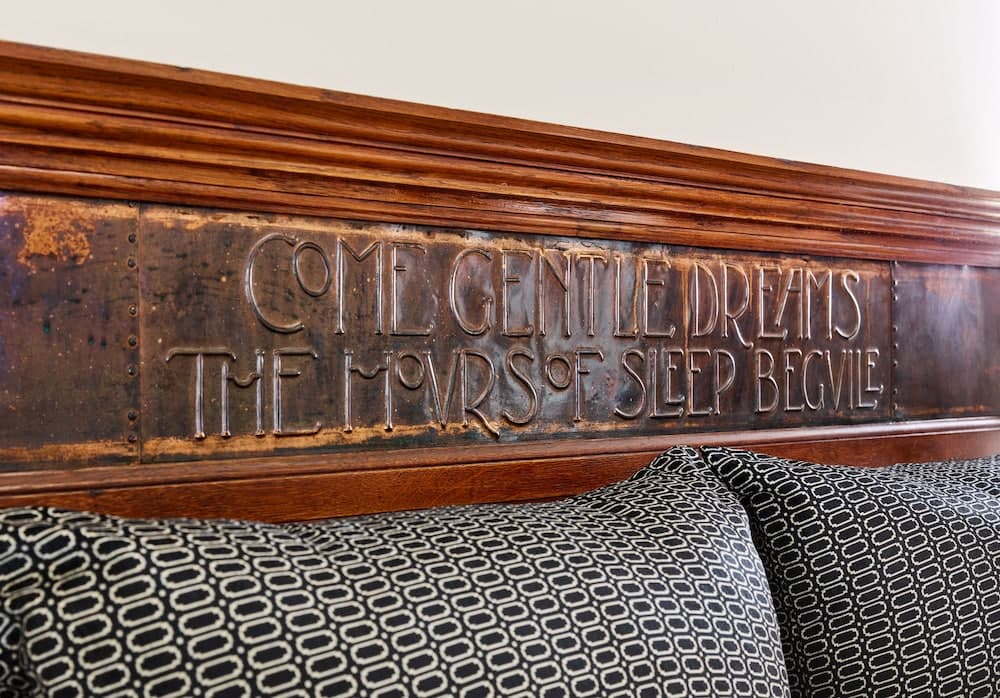 COME GENTLE DREAMS
THE HOVRS OF SLEEP BEGVILE